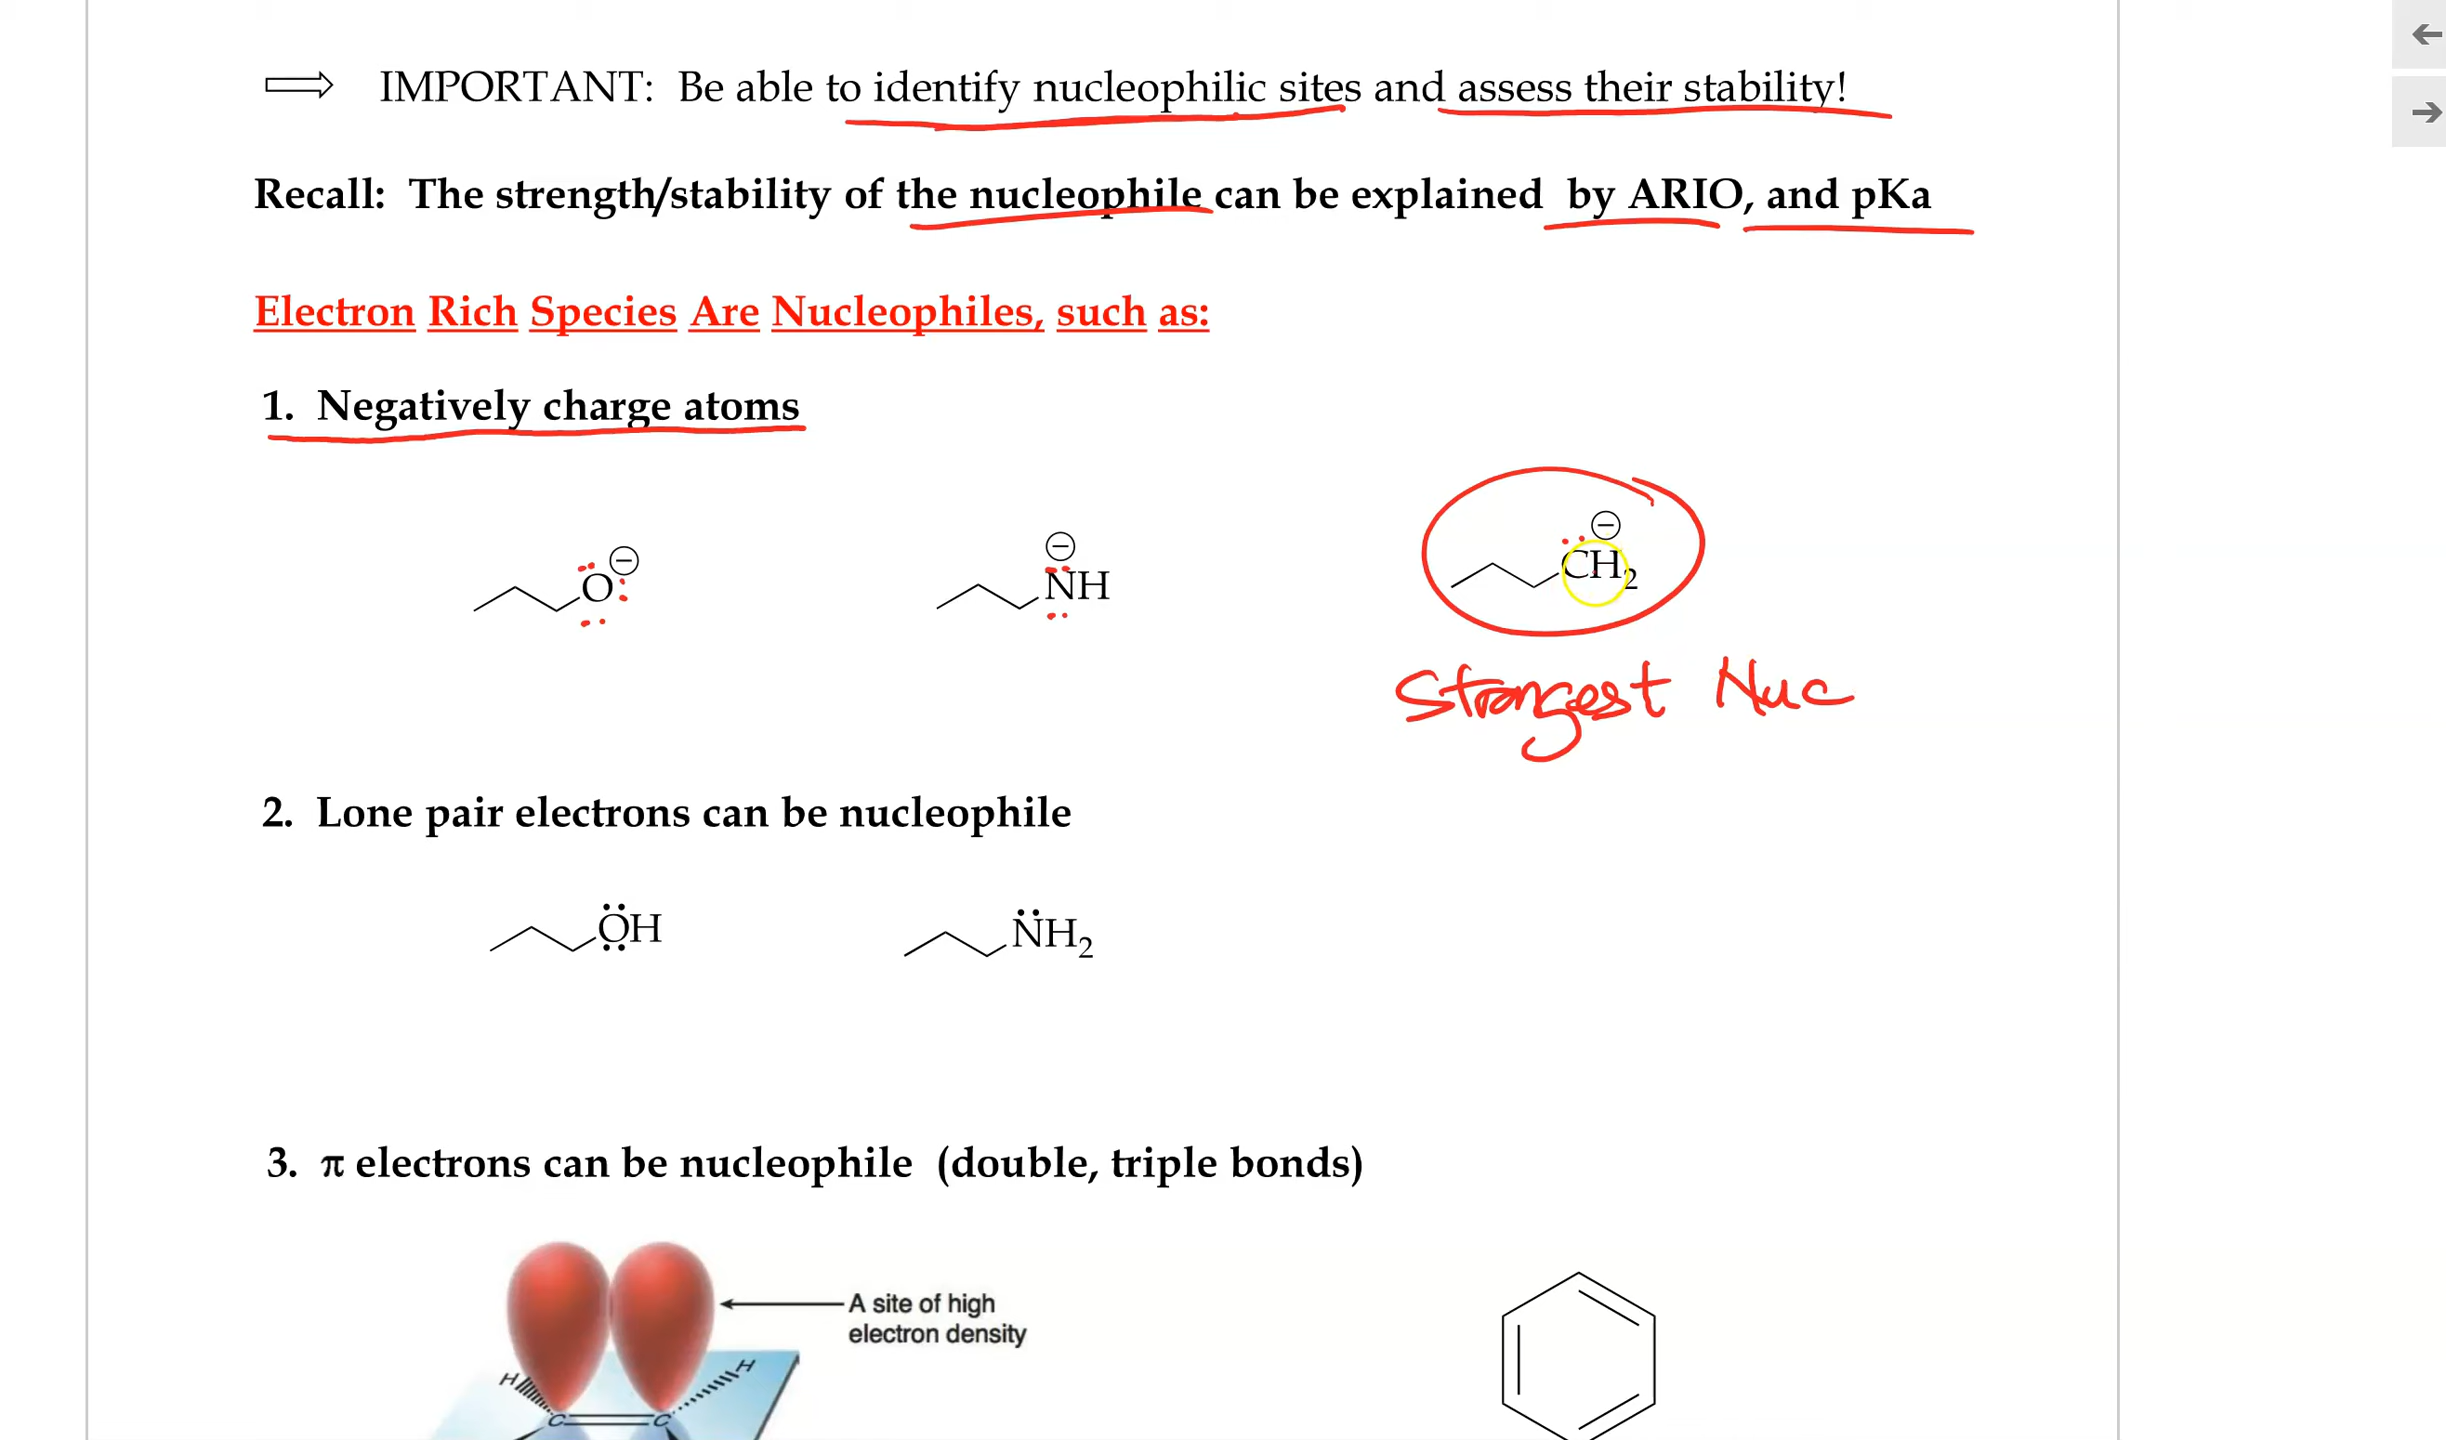 IMPORTANT: Be able to identify nucleophilic sites and assess their stability!
Recall: The strength/stability of the nucleophile can be explained by ARIO, and pKa
Electron Rich Species Are Nucleophiles, such as:
1. Negatively charge atoms
O⊖ ⊖NH ⊖CH₂
Strongest Nuc
2. Lone pair electrons can be nucleophile
OH NH₂
3. π electrons can be nucleophile (double, triple bonds)
A site of high
electron density
H H
C C